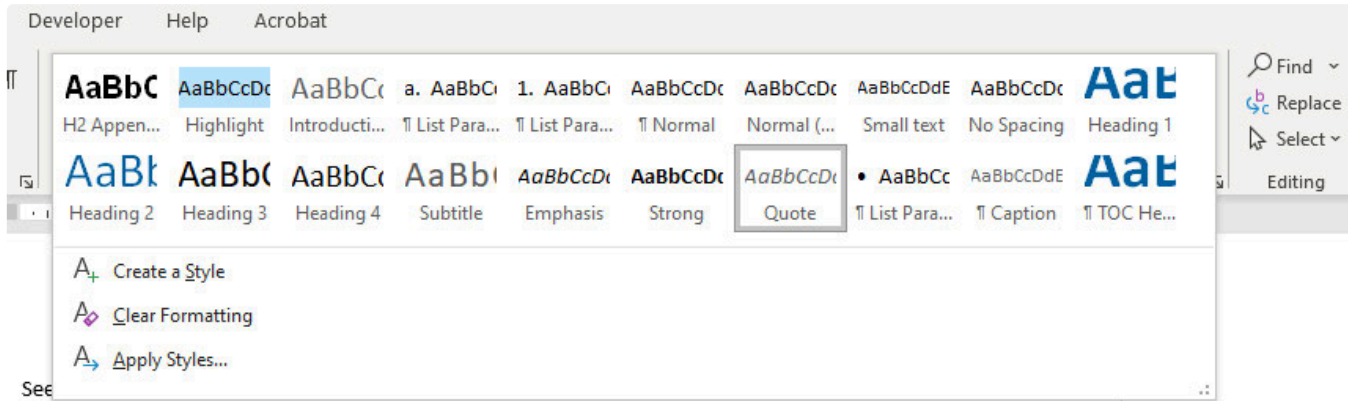 Developer Help Acrobat
¶
AaBbC AaBbCcDc AaBbCc a. AaBbC 1. AaBbC AaBbCcDc AaBbCcDc AaBbCcDdE AaBbCcDc AaB
H2 Appen... Highlight Introducti... ¶ List Para... ¶ List Para... ¶ Normal Normal (... Small text No Spacing Heading 1
AaBb AaBbC AaBbCc AaBb AaBbCcDc AaBbCcDc AaBbCcDc • AaBbCc AaBbCcDdE AaB
Heading 2 Heading 3 Heading 4 Subtitle Emphasis Strong Quote ¶ List Para... ¶ Caption ¶ TOC He...
Create a Style
Clear Formatting
Apply Styles...
Find
Replace
Select
Editing
See